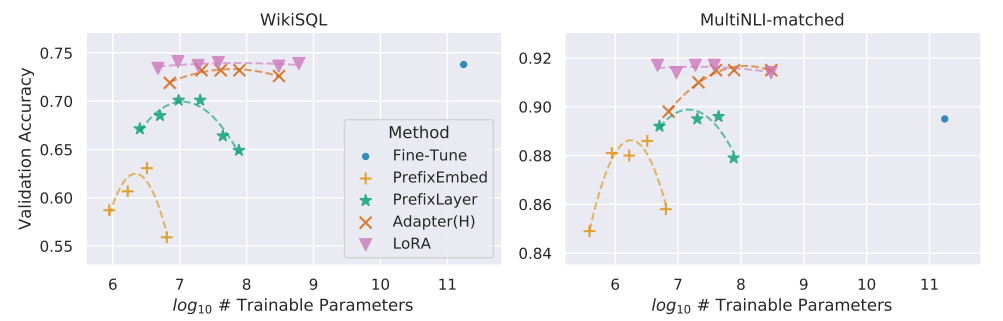 WikiSQL
MultiNLI-matched
Validation Accuracy
0.75
0.70
0.65
0.60
0.55
Method
Fine-Tune
PrefixEmbed
PrefixLayer
Adapter(H)
LoRA
6 7 8 9 10 11
log10 # Trainable Parameters
0.92
0.90
0.88
0.86
0.84
6 7 8 9 10 11
log10 # Trainable Parameters